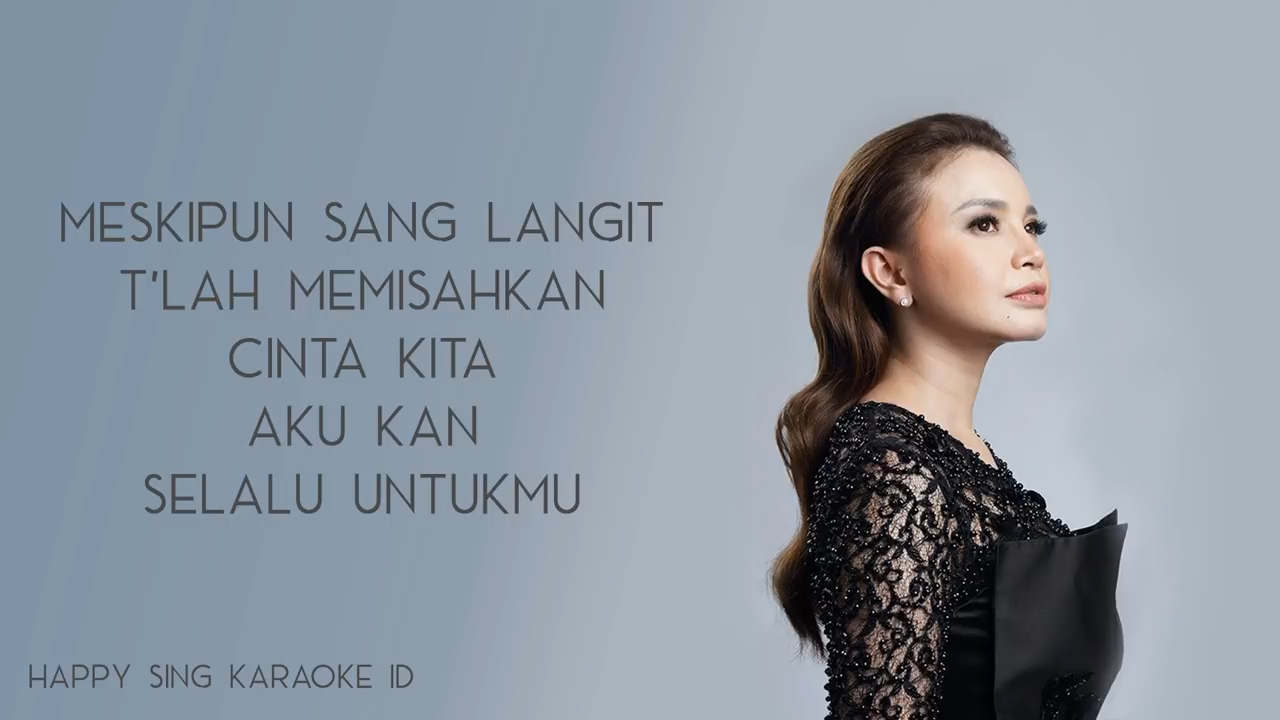 MESKIPUN SANG LANGIT
T'LAH MEMISAHKAN
CINTA KITA
AKU KAN
SELALU UNTUKMU
HAPPY SING KARAOKE ID